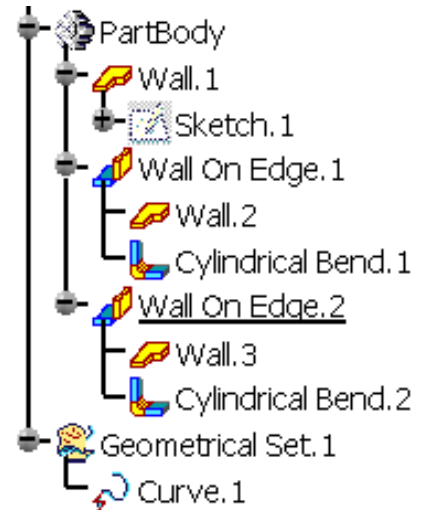 PartBody
Wall.1
Sketch.1
Wall On Edge.1
Wall.2
Cylindrical Bend.1
Wall On Edge.2
Wall.3
Cylindrical Bend.2
Geometrical Set.1
Curve.1